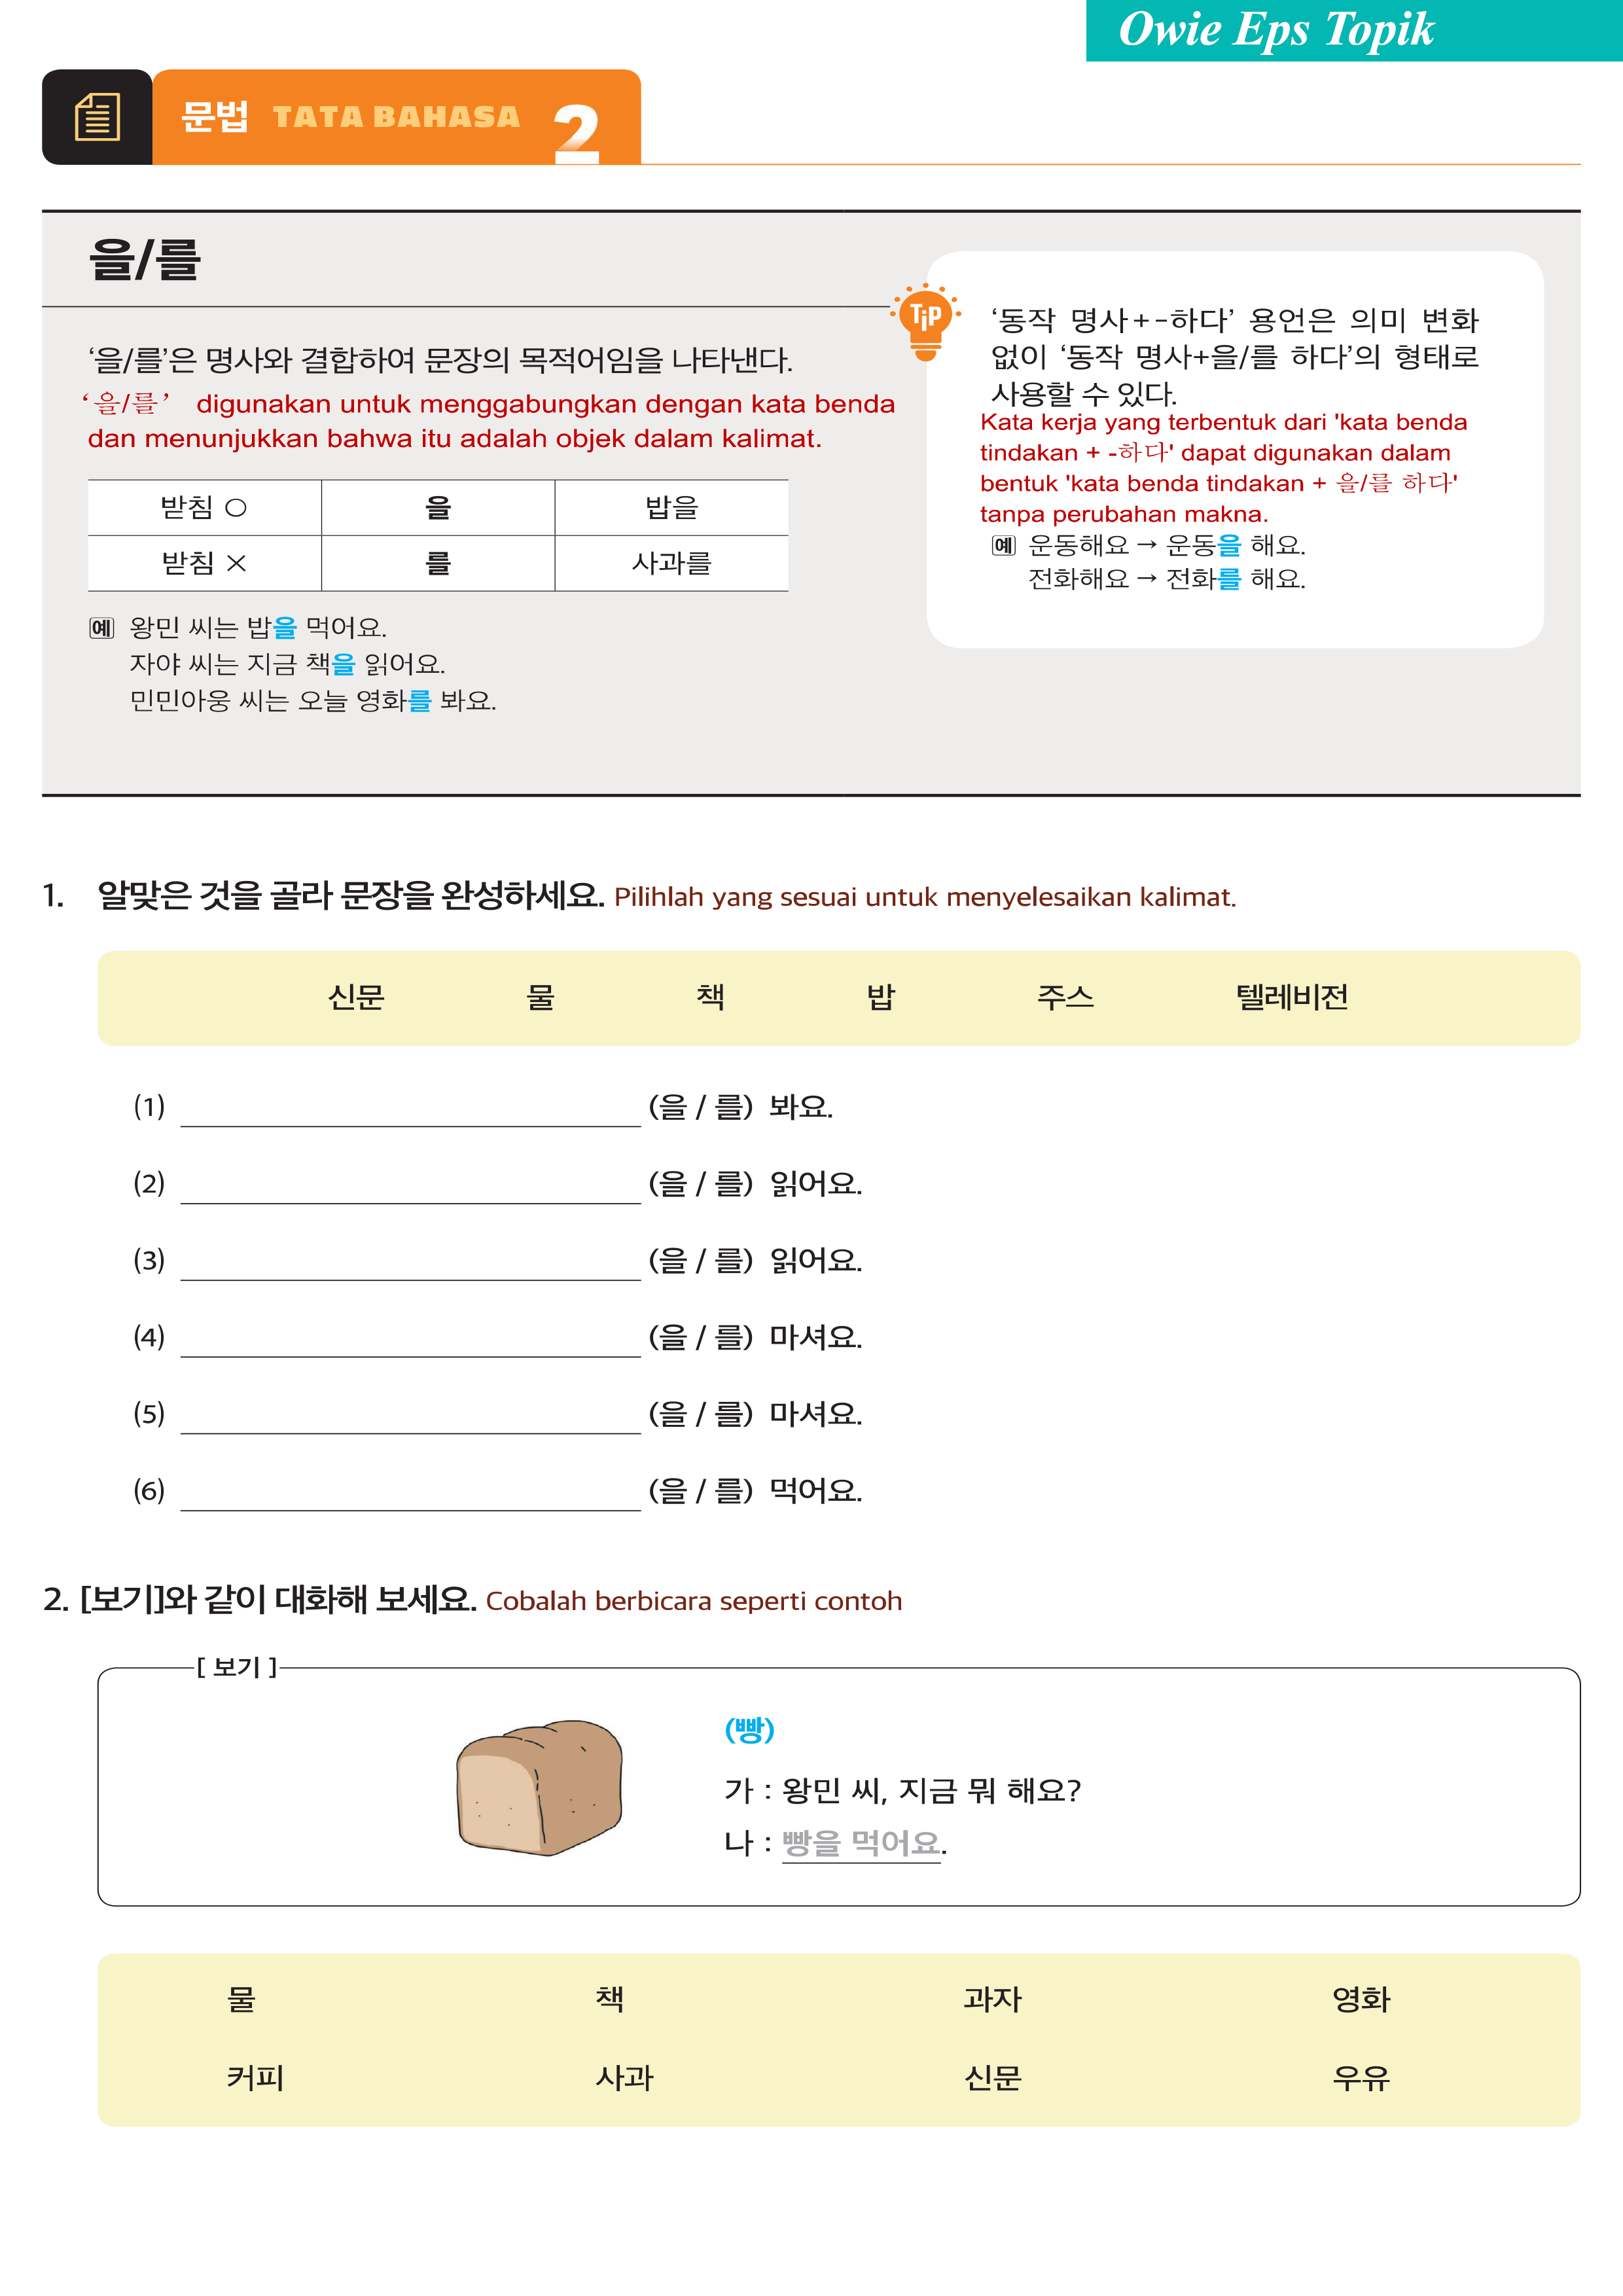 Owie Eps Topik
문법 TATA BAHASA 2
을/를
‘을/를’은 명사와 결합하여 문장의 목적어임을 나타낸다.
‘을/를’ digunakan untuk menggabungkan dengan kata benda
dan menunjukkan bahwa itu adalah objek dalam kalimat.
받침 ○ 을 밥을
받침 × 를 사과를
예 왕민 씨는 밥을 먹어요.
자야 씨는 지금 책을 읽어요.
민민아웅 씨는 오늘 영화를 봐요.
TiP
‘동작 명사+-하다’ 용언은 의미 변화
없이 ‘동작 명사+을/를 하다’의 형태로
사용할 수 있다.
Kata kerja yang terbentuk dari 'kata benda
tindakan + -하다' dapat digunakan dalam
bentuk 'kata benda tindakan + 을/를 하다'
tanpa perubahan makna.
예 운동해요 → 운동을 해요.
전화해요 → 전화를 해요.
1. 알맞은 것을 골라 문장을 완성하세요. Pilihlah yang sesuai untuk menyelesaikan kalimat.
신문 물 책 밥 주스 텔레비전
(1) (을 / 를) 봐요.
(2) (을 / 를) 읽어요.
(3) (을 / 를) 읽어요.
(4) (을 / 를) 마셔요.
(5) (을 / 를) 마셔요.
(6) (을 / 를) 먹어요.
2. [보기]와 같이 대화해 보세요. Cobalah berbicara seperti contoh
[ 보기 ]
(빵)
가 : 왕민 씨, 지금 뭐 해요?
나 : 빵을 먹어요.
물 책 과자 영화
커피 사과 신문 우유